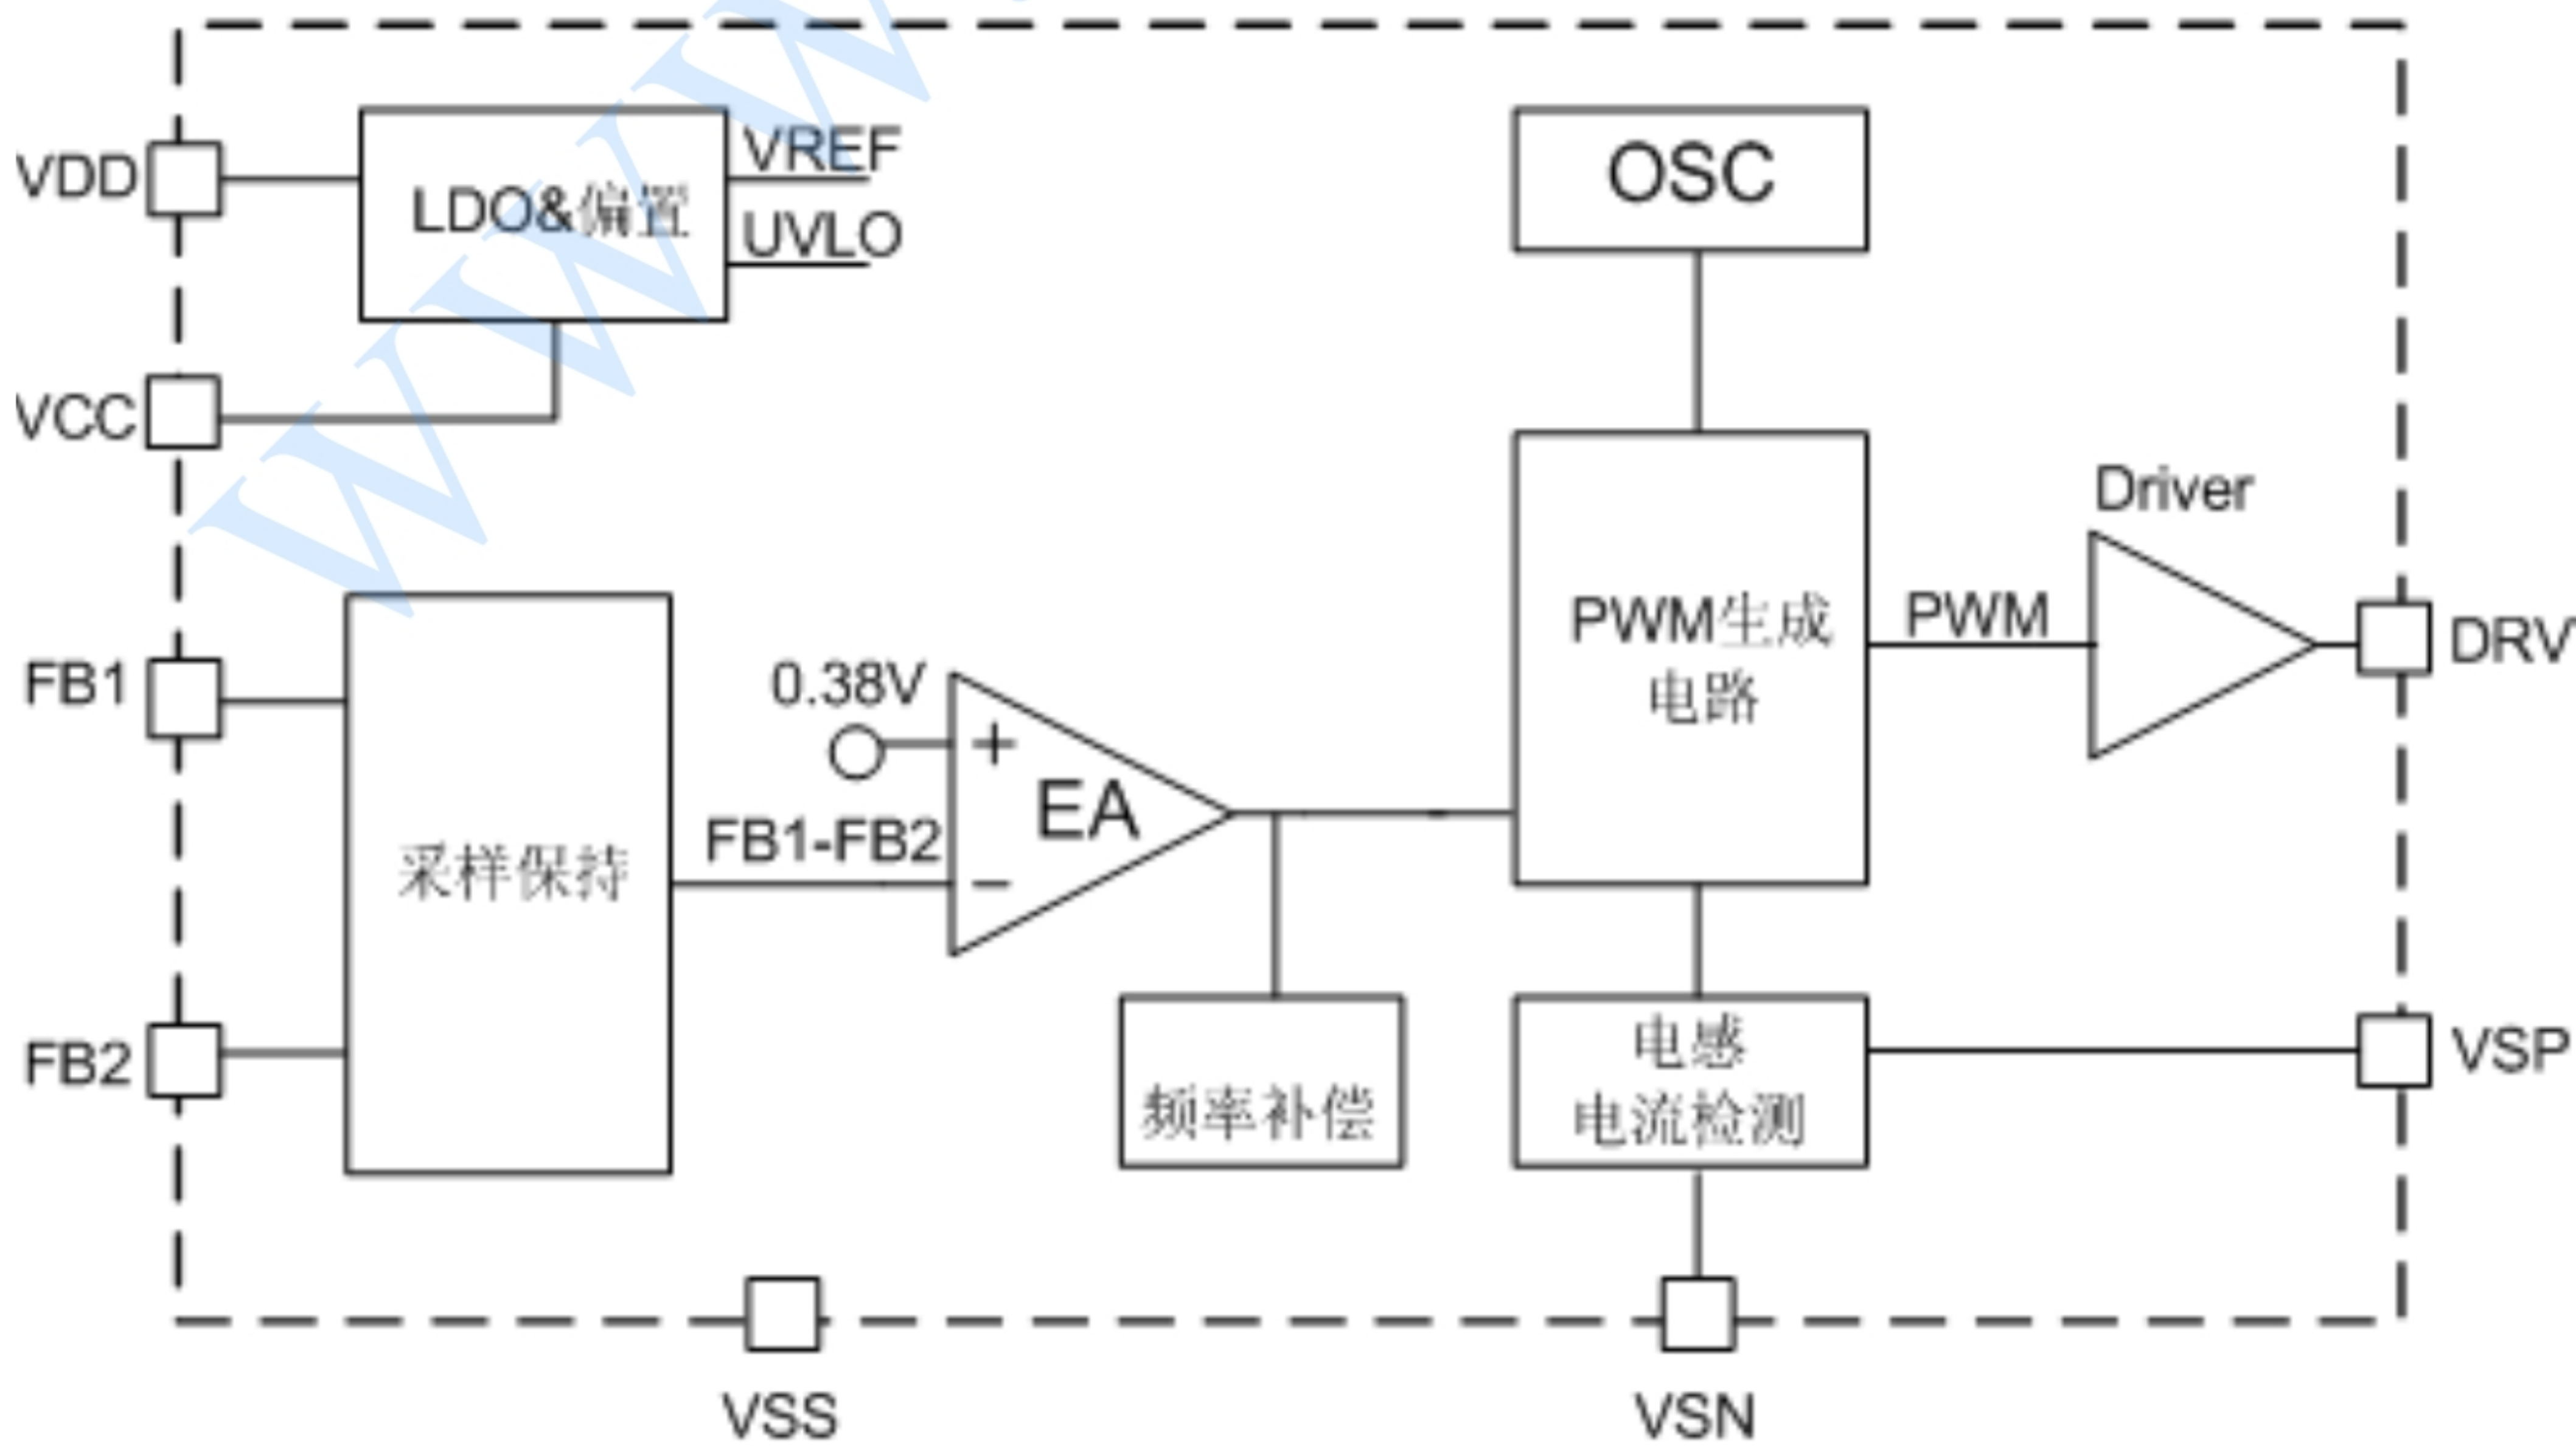 VDD
LDO&偏置
VREF
UVLO
OSC
VCC
Driver
FB1
0.38V
+
EA
FB1-FB2
−
采样保持
PWM生成
电路
PWM
DRV
FB2
频率补偿
电感
电流检测
VSP
VSS
VSN
WWW